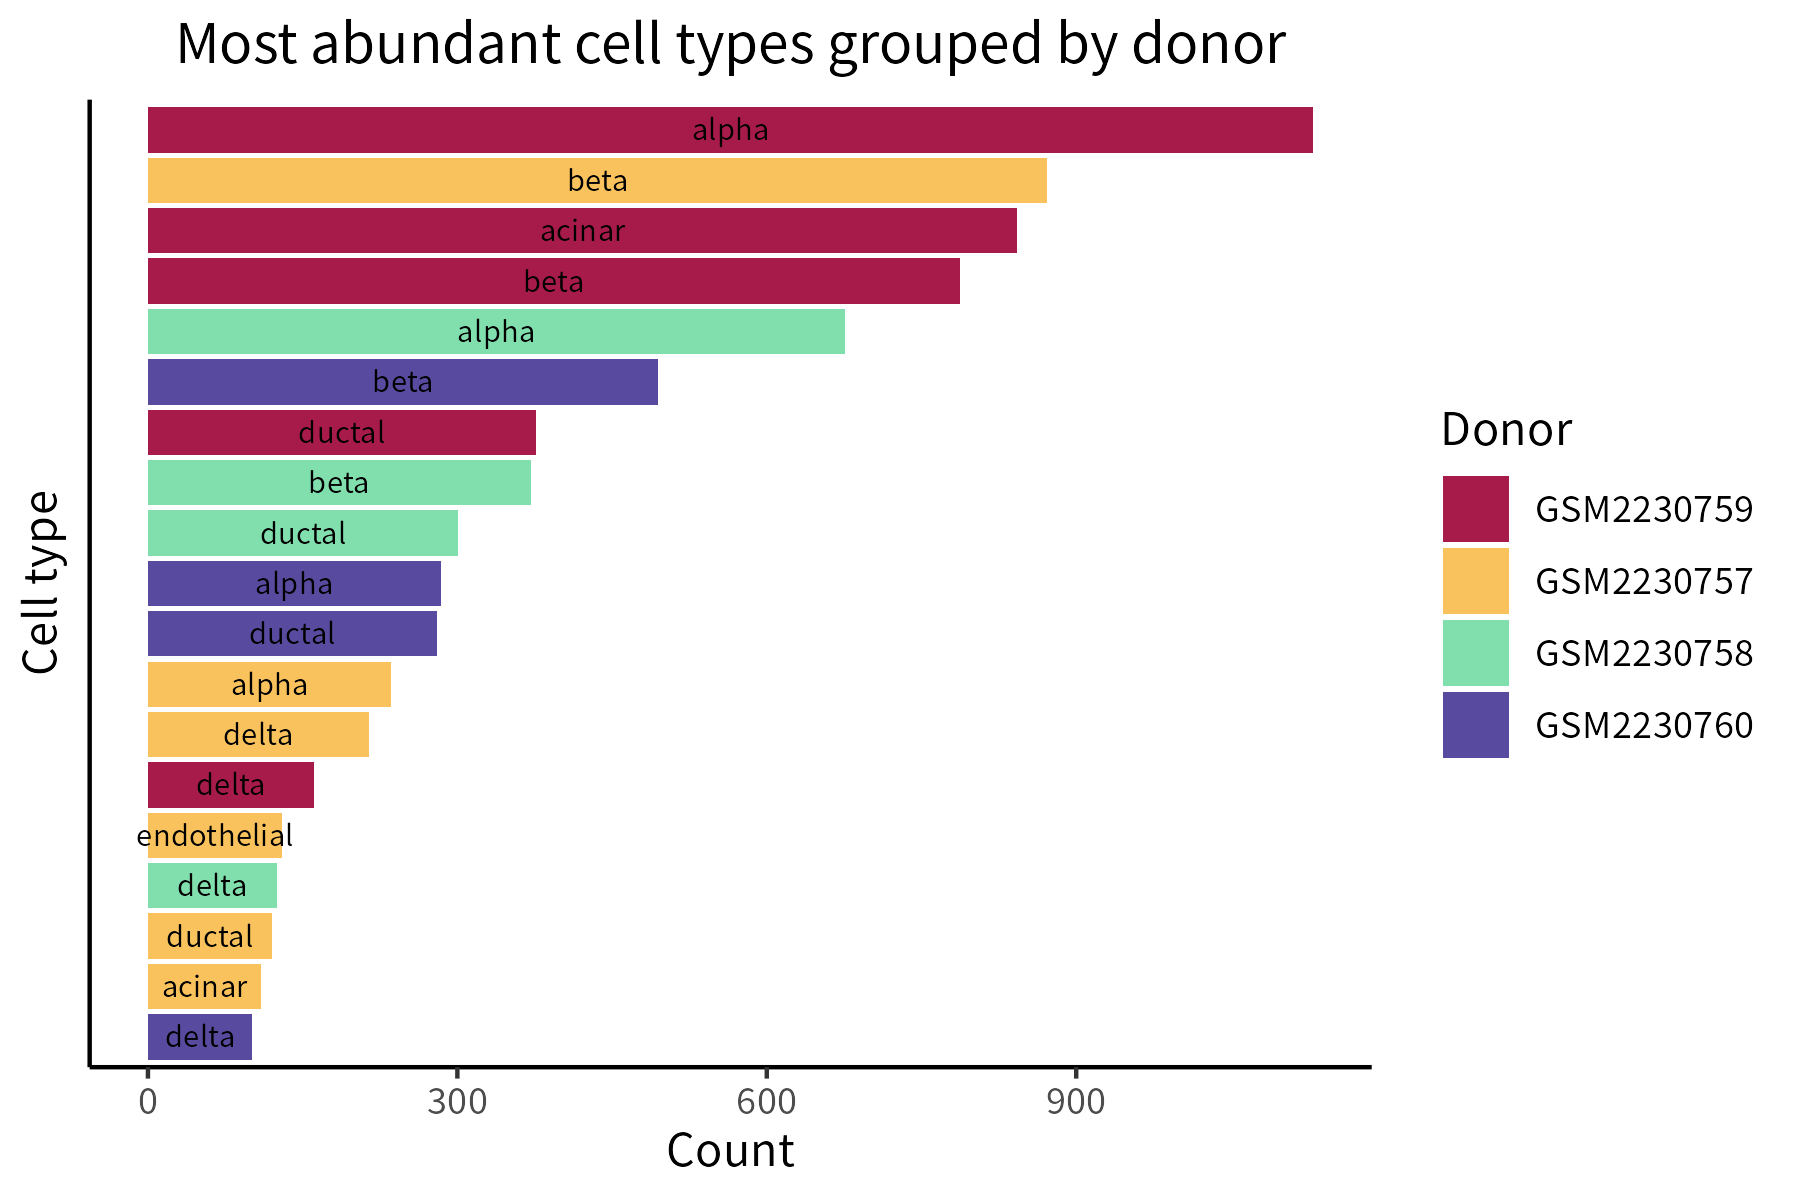 Most abundant cell types grouped by donor
alpha
beta
acinar
beta
alpha
beta
ductal
beta
ductal
alpha
ductal
alpha
delta
delta
endothelial
delta
ductal
acinar
delta
Cell type
0 300 600 900
Count
Donor
GSM2230759
GSM2230757
GSM2230758
GSM2230760